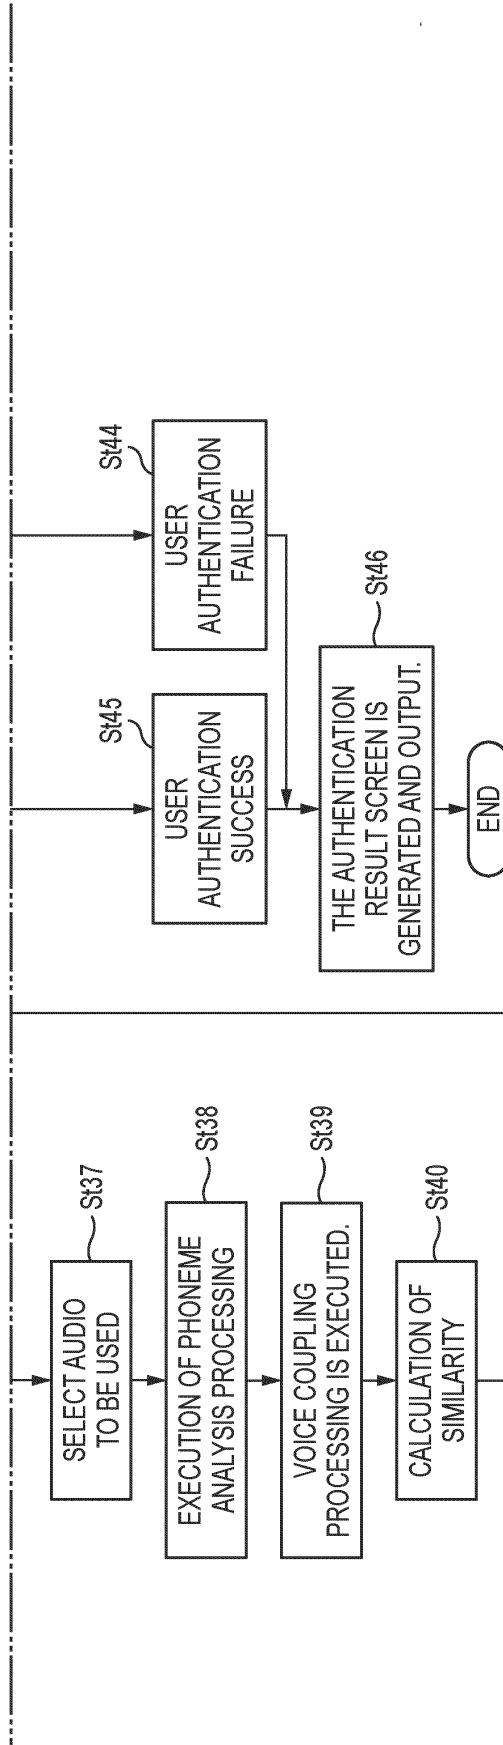 St37
SELECT AUDIO
TO BE USED
St38
EXECUTION OF PHONEME
ANALYSIS PROCESSING
St39
VOICE COUPLING
PROCESSING IS EXECUTED.
St40
CALCULATION OF
SIMILARITY
St45
USER
AUTHENTICATION
SUCCESS
St44
USER
AUTHENTICATION
FAILURE
St46
THE AUTHENTICATION
RESULT SCREEN IS
GENERATED AND OUTPUT.
END